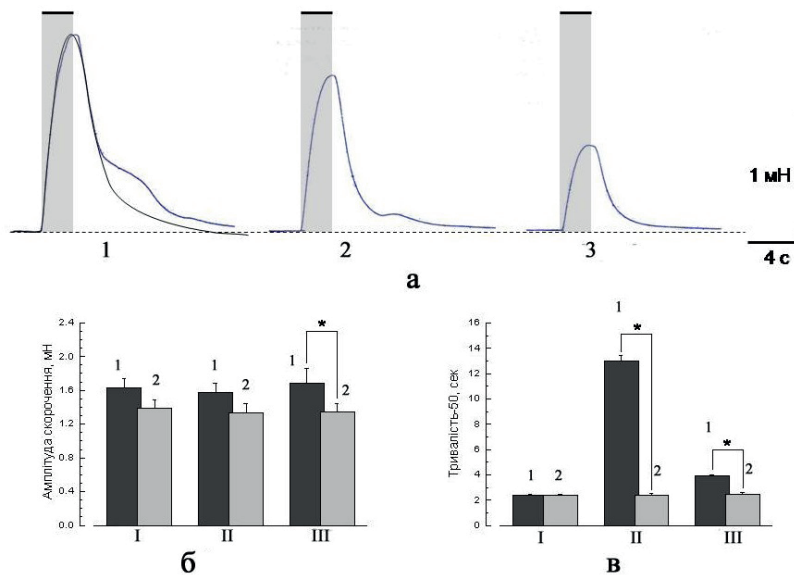 1 мН
1 2 3 4 с
а
Амплітуда скорочення, мН
2.4
2.0
1.6
1.2
0.8
0.4
0.0
1 2 1 2 1 * 2
I II III
б
Тривалість-50, сек
16
14
12
10
8
6
4
2
0
1 2 1 * 2 1 * 2
I II III
в